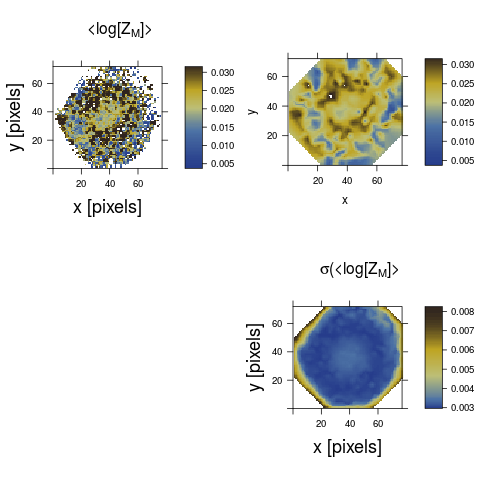 <log[Z_M]>
y [pixels]
60
40
20
20 40 60
x [pixels]
0.030
0.025
0.020
0.015
0.010
0.005
y
60
40
20
20 40 60
x
0.030
0.025
0.020
0.015
0.010
0.005
σ(<log[Z_M]>
y [pixels]
60
40
20
20 40 60
x [pixels]
0.008
0.007
0.006
0.005
0.004
0.003